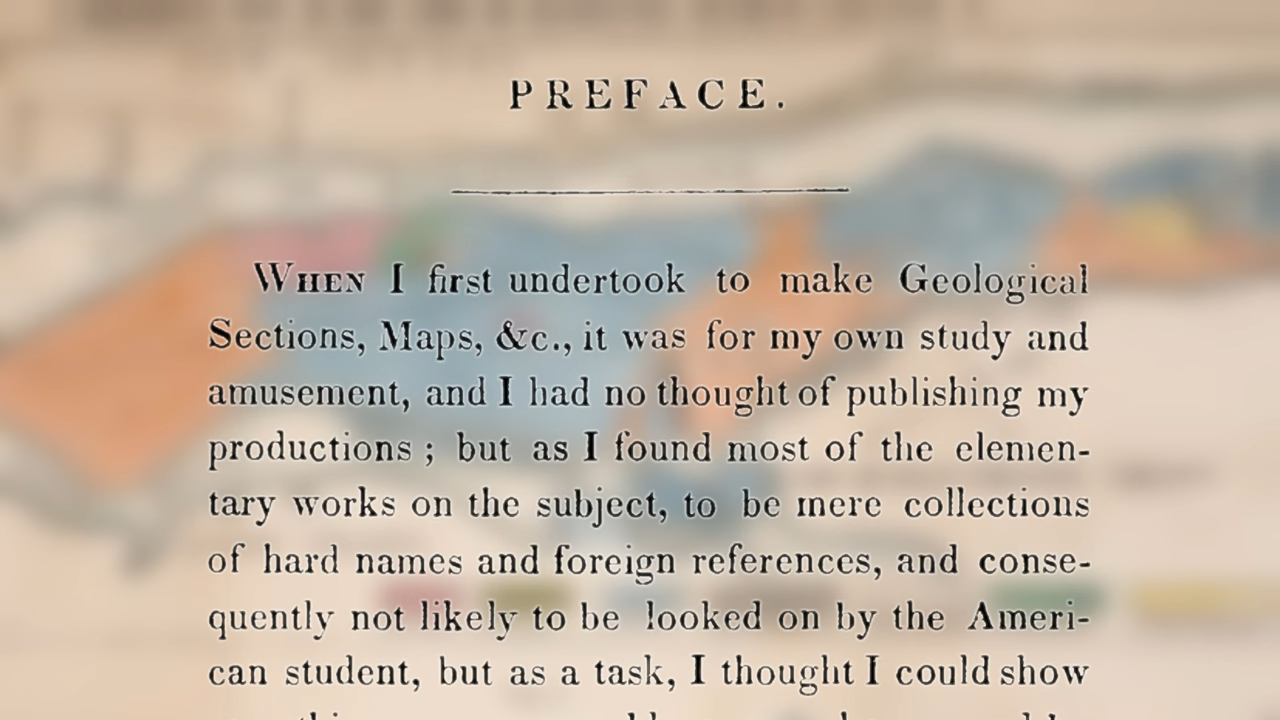 PREFACE.
WHEN I first undertook to make Geological
Sections, Maps, &c., it was for my own study and
amusement, and I had no thought of publishing my
productions ; but as I found most of the elemen-
tary works on the subject, to be mere collections
of hard names and foreign references, and conse-
quently not likely to be looked on by the Ameri-
can student, but as a task, I thought I could show